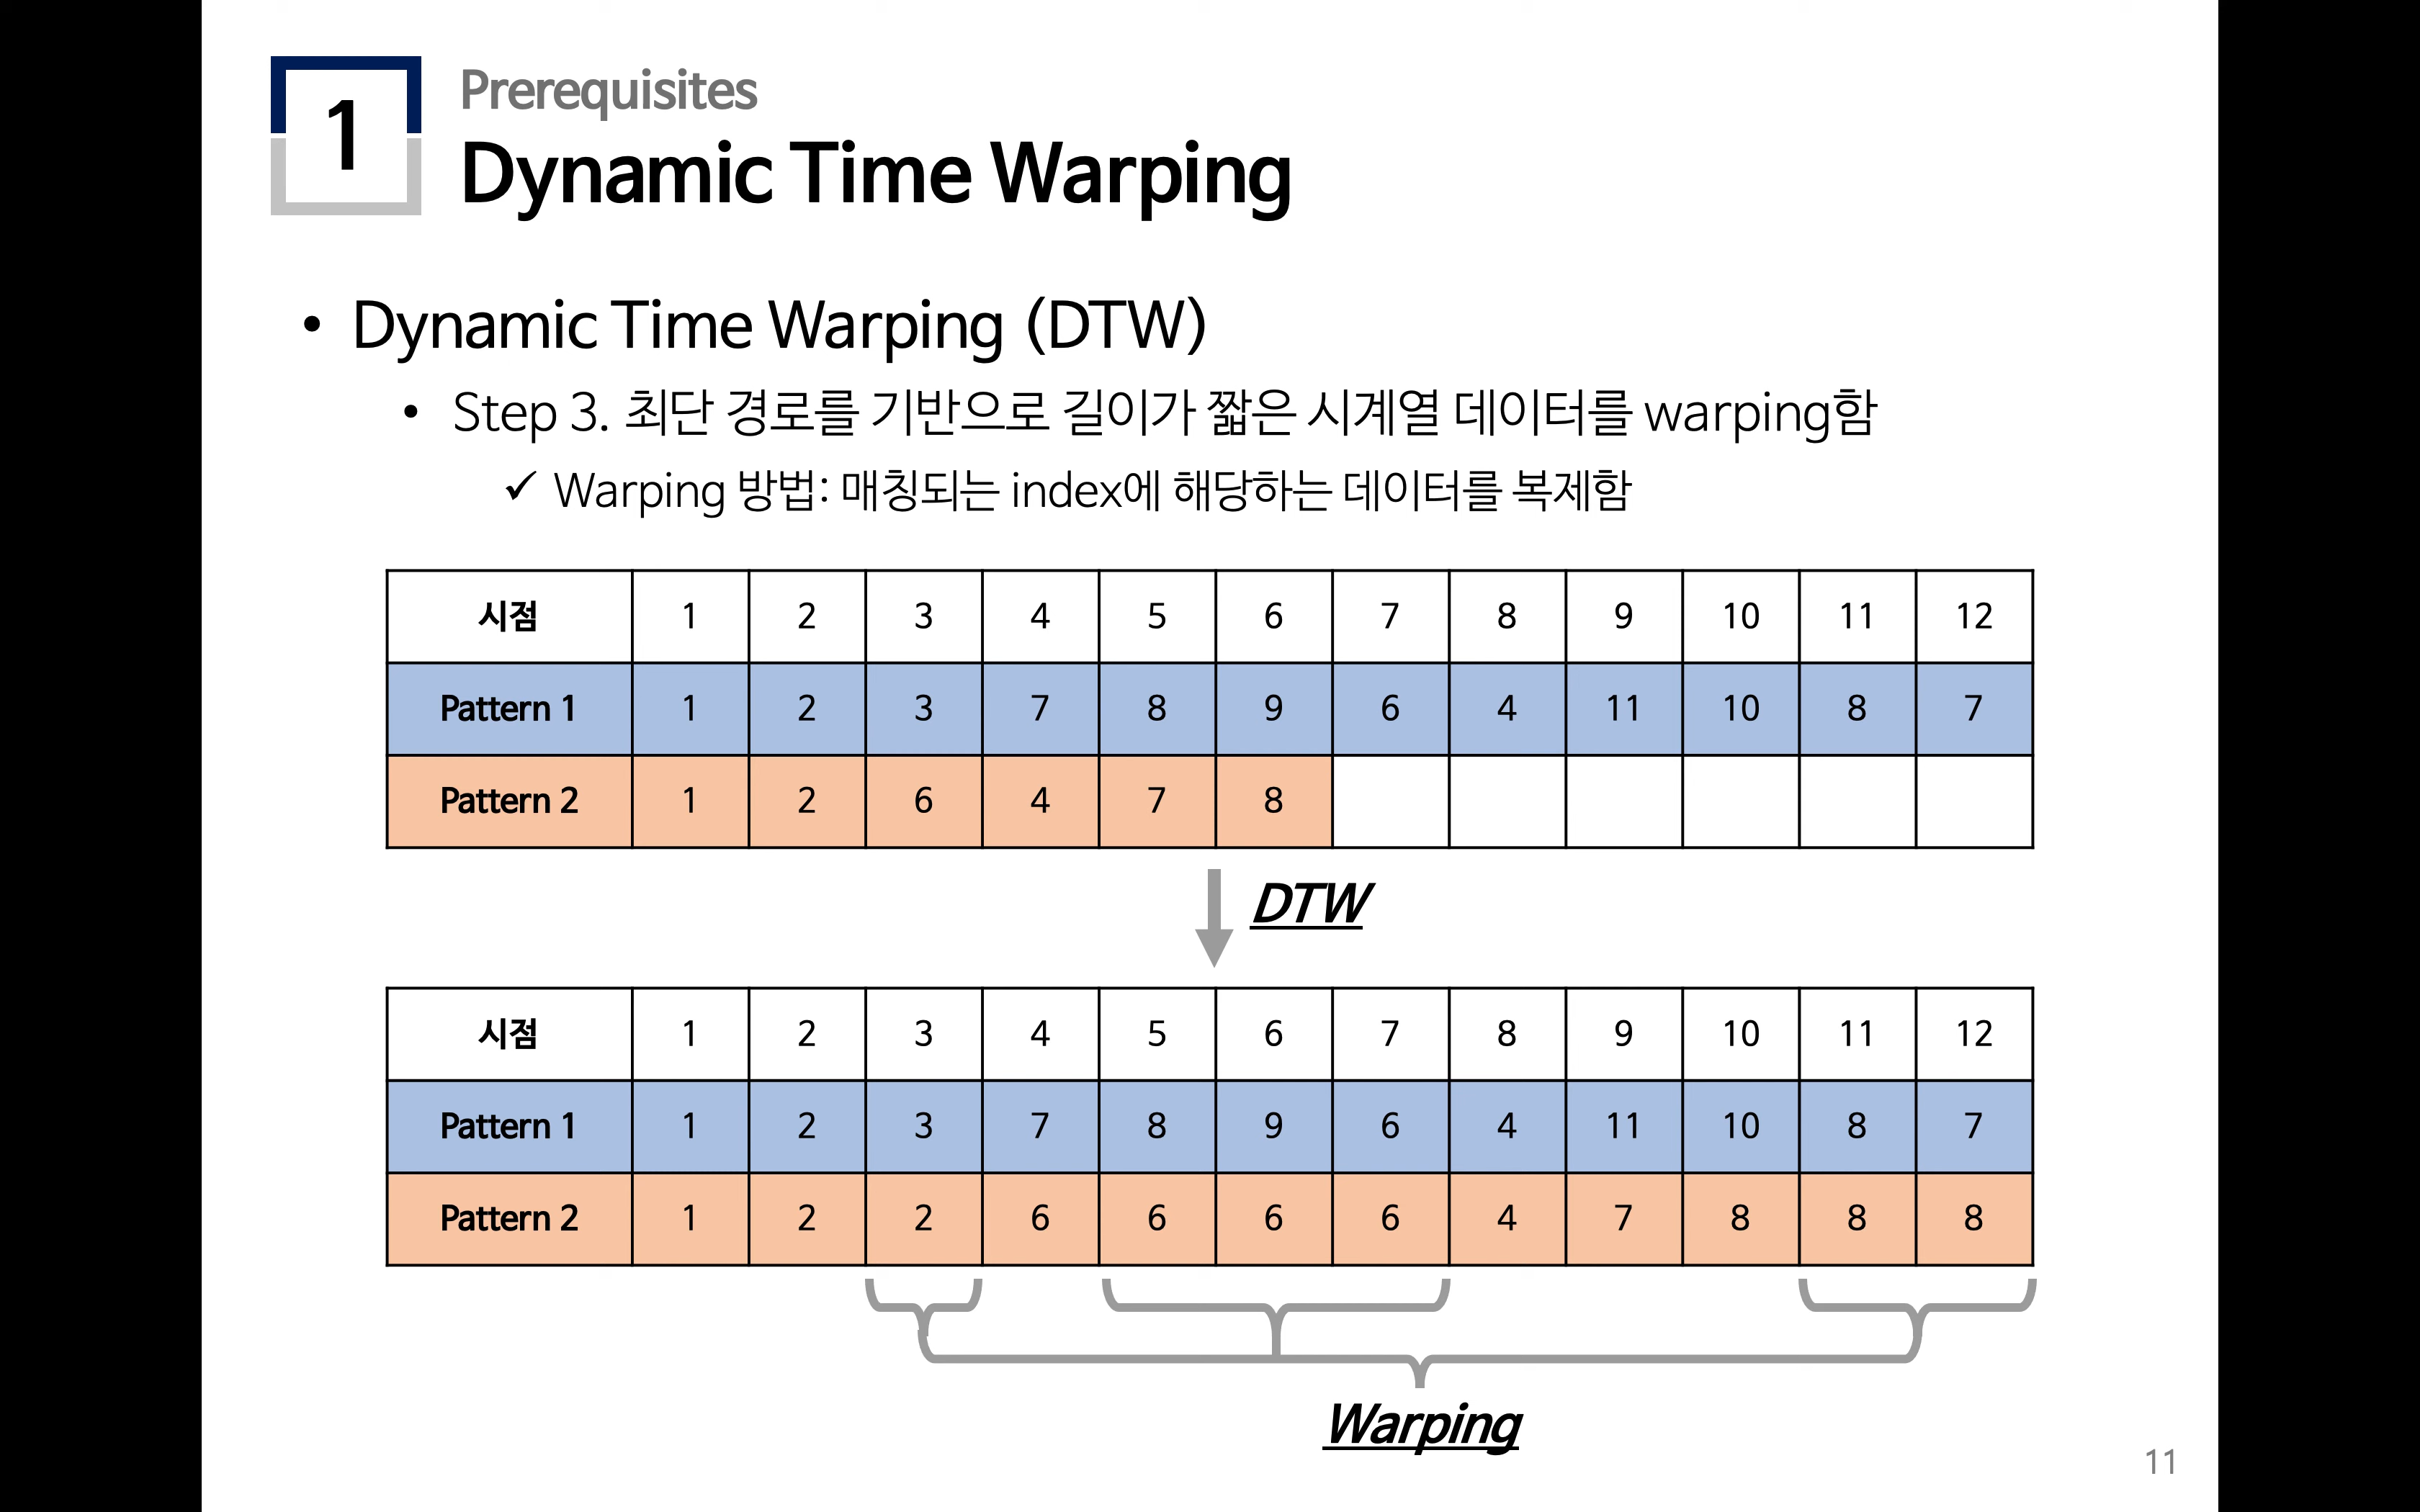 1
Prerequisites
Dynamic Time Warping
• Dynamic Time Warping (DTW)
• Step 3. 최단 경로를 기반으로 길이가 짧은 시계열 데이터를 warping함
✓ Warping 방법: 매칭되는 index에 해당하는 데이터를 복제함
시점 1 2 3 4 5 6 7 8 9 10 11 12
Pattern 1 1 2 3 7 8 9 6 4 11 10 8 7
Pattern 2 1 2 6 4 7 8
DTW
시점 1 2 3 4 5 6 7 8 9 10 11 12
Pattern 1 1 2 3 7 8 9 6 4 11 10 8 7
Pattern 2 1 2 2 6 6 6 6 4 7 8 8 8
Warping
11